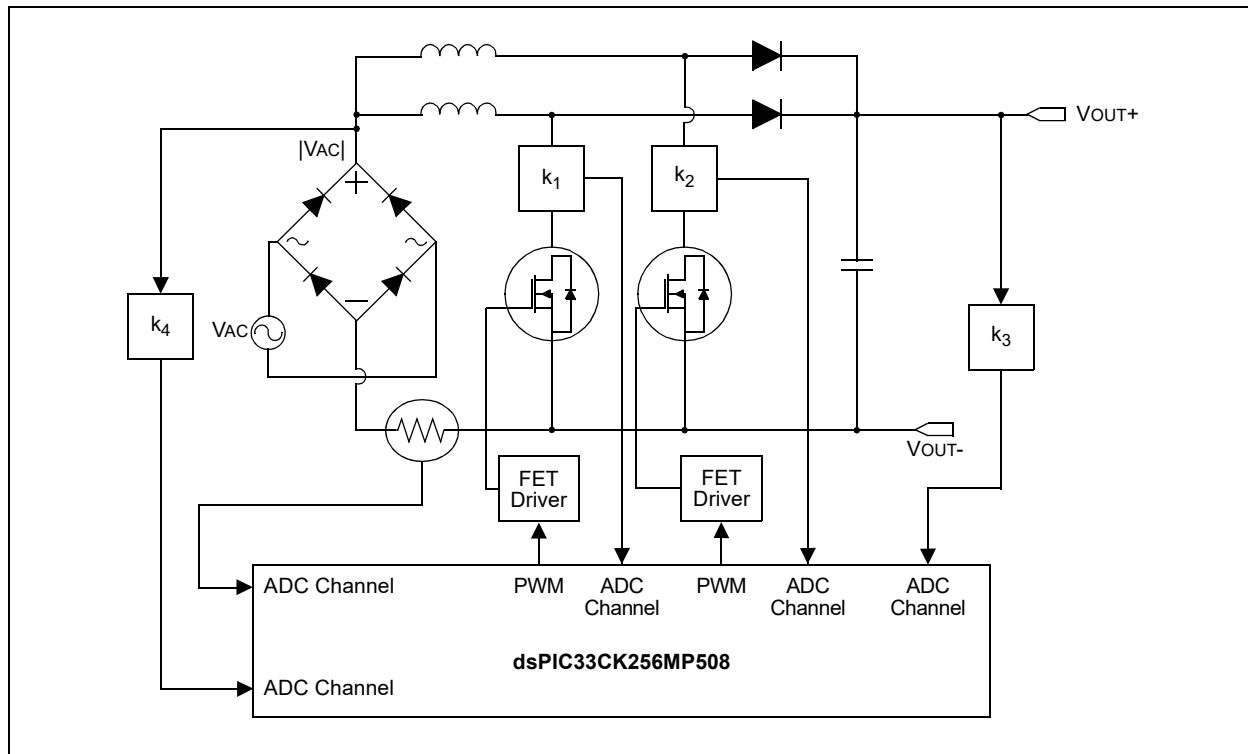 VOUT+
|VAC|
k1
k2
k4
VAC
k3
VOUT-
FET
Driver
FET
Driver
ADC Channel
PWM
ADC
Channel
PWM
ADC
Channel
ADC
Channel
dsPIC33CK256MP508
ADC Channel